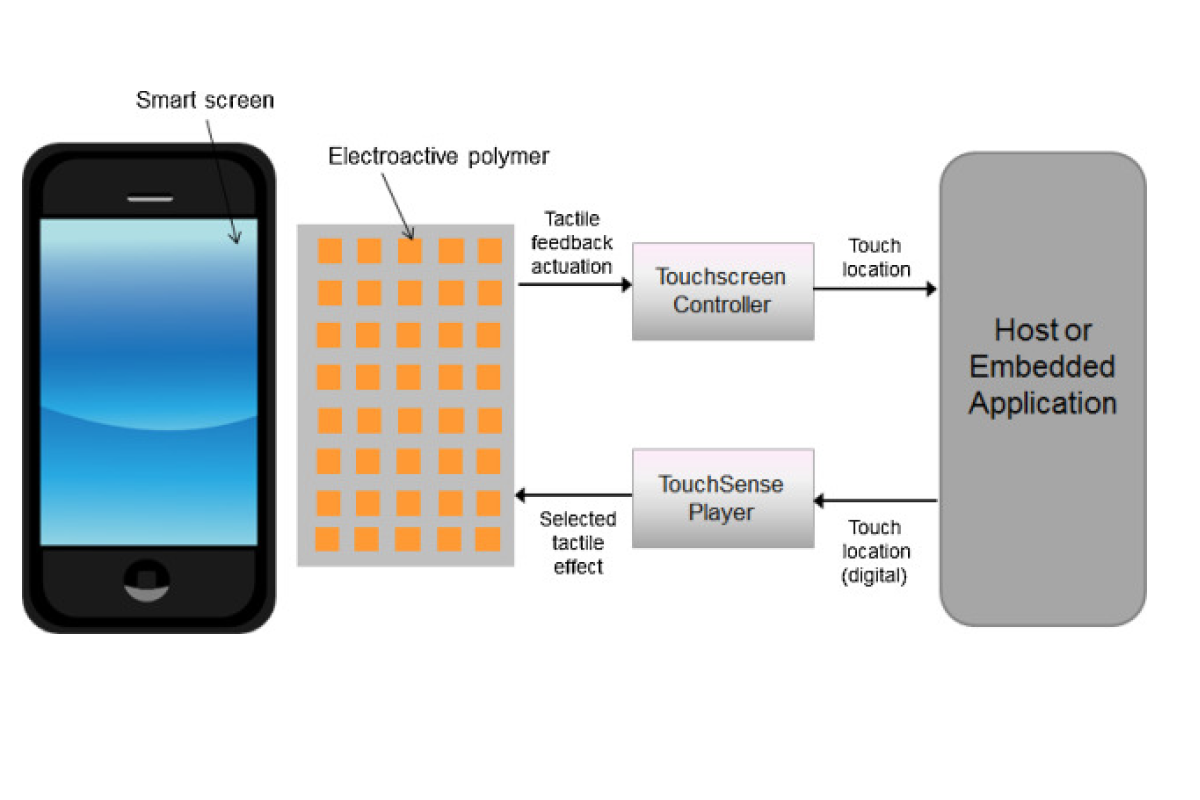 Smart screen
Electroactive polymer
Tactile
feedback
actuation
Touchscreen
Controller
Touch
location
Host or
Embedded
Application
TouchSense
Player
Selected
tactile
effect
Touch
location
(digital)